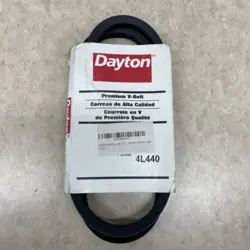 Dayton
Premium V-Belt
Correas de Alta Calidad
Courroie en V
de Première Qualité
4L440